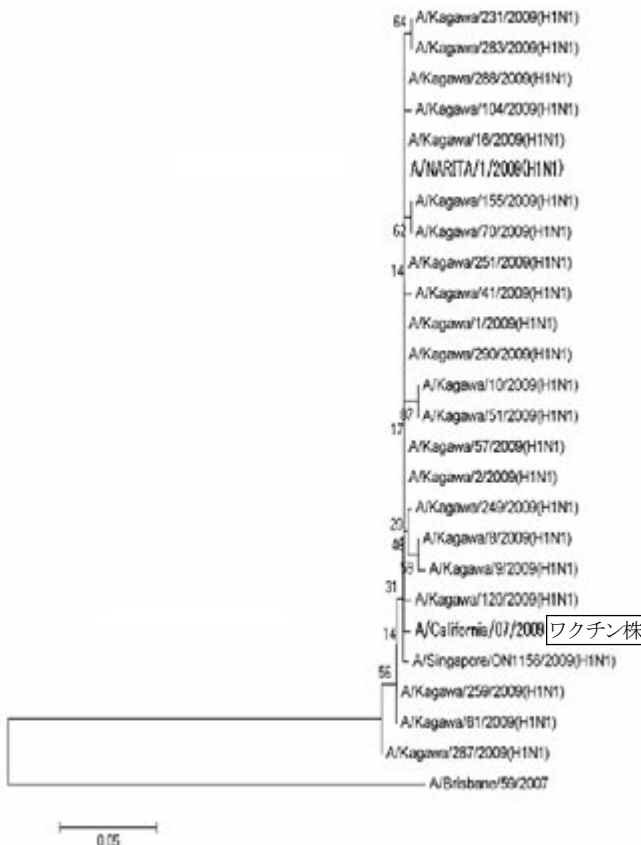 64
A/Kagawa/231/2009(H1N1)
A/Kagawa/283/2009(H1N1)
A/Kagawa/288/2009(H1N1)
A/Kagawa/104/2009(H1N1)
A/Kagawa/16/2009(H1N1)
A/NARITA/1/2009(H1N1)
A/Kagawa/155/2009(H1N1)
62
A/Kagawa/70/2009(H1N1)
14
A/Kagawa/251/2009(H1N1)
A/Kagawa/41/2009(H1N1)
A/Kagawa/1/2009(H1N1)
A/Kagawa/290/2009(H1N1)
A/Kagawa/10/2009(H1N1)
A/Kagawa/51/2009(H1N1)
17
A/Kagawa/57/2009(H1N1)
A/Kagawa/2/2009(H1N1)
A/Kagawa/249/2009(H1N1)
20
A/Kagawa/8/2009(H1N1)
A/Kagawa/9/2009(H1N1)
31
A/Kagawa/120/2009(H1N1)
14
A/California/07/2009 ワクチン株
A/Singapore/ON1156/2009(H1N1)
56
A/Kagawa/259/2009(H1N1)
A/Kagawa/61/2009(H1N1)
A/Kagawa/287/2009(H1N1)
A/Brisbane/59/2007
0.05